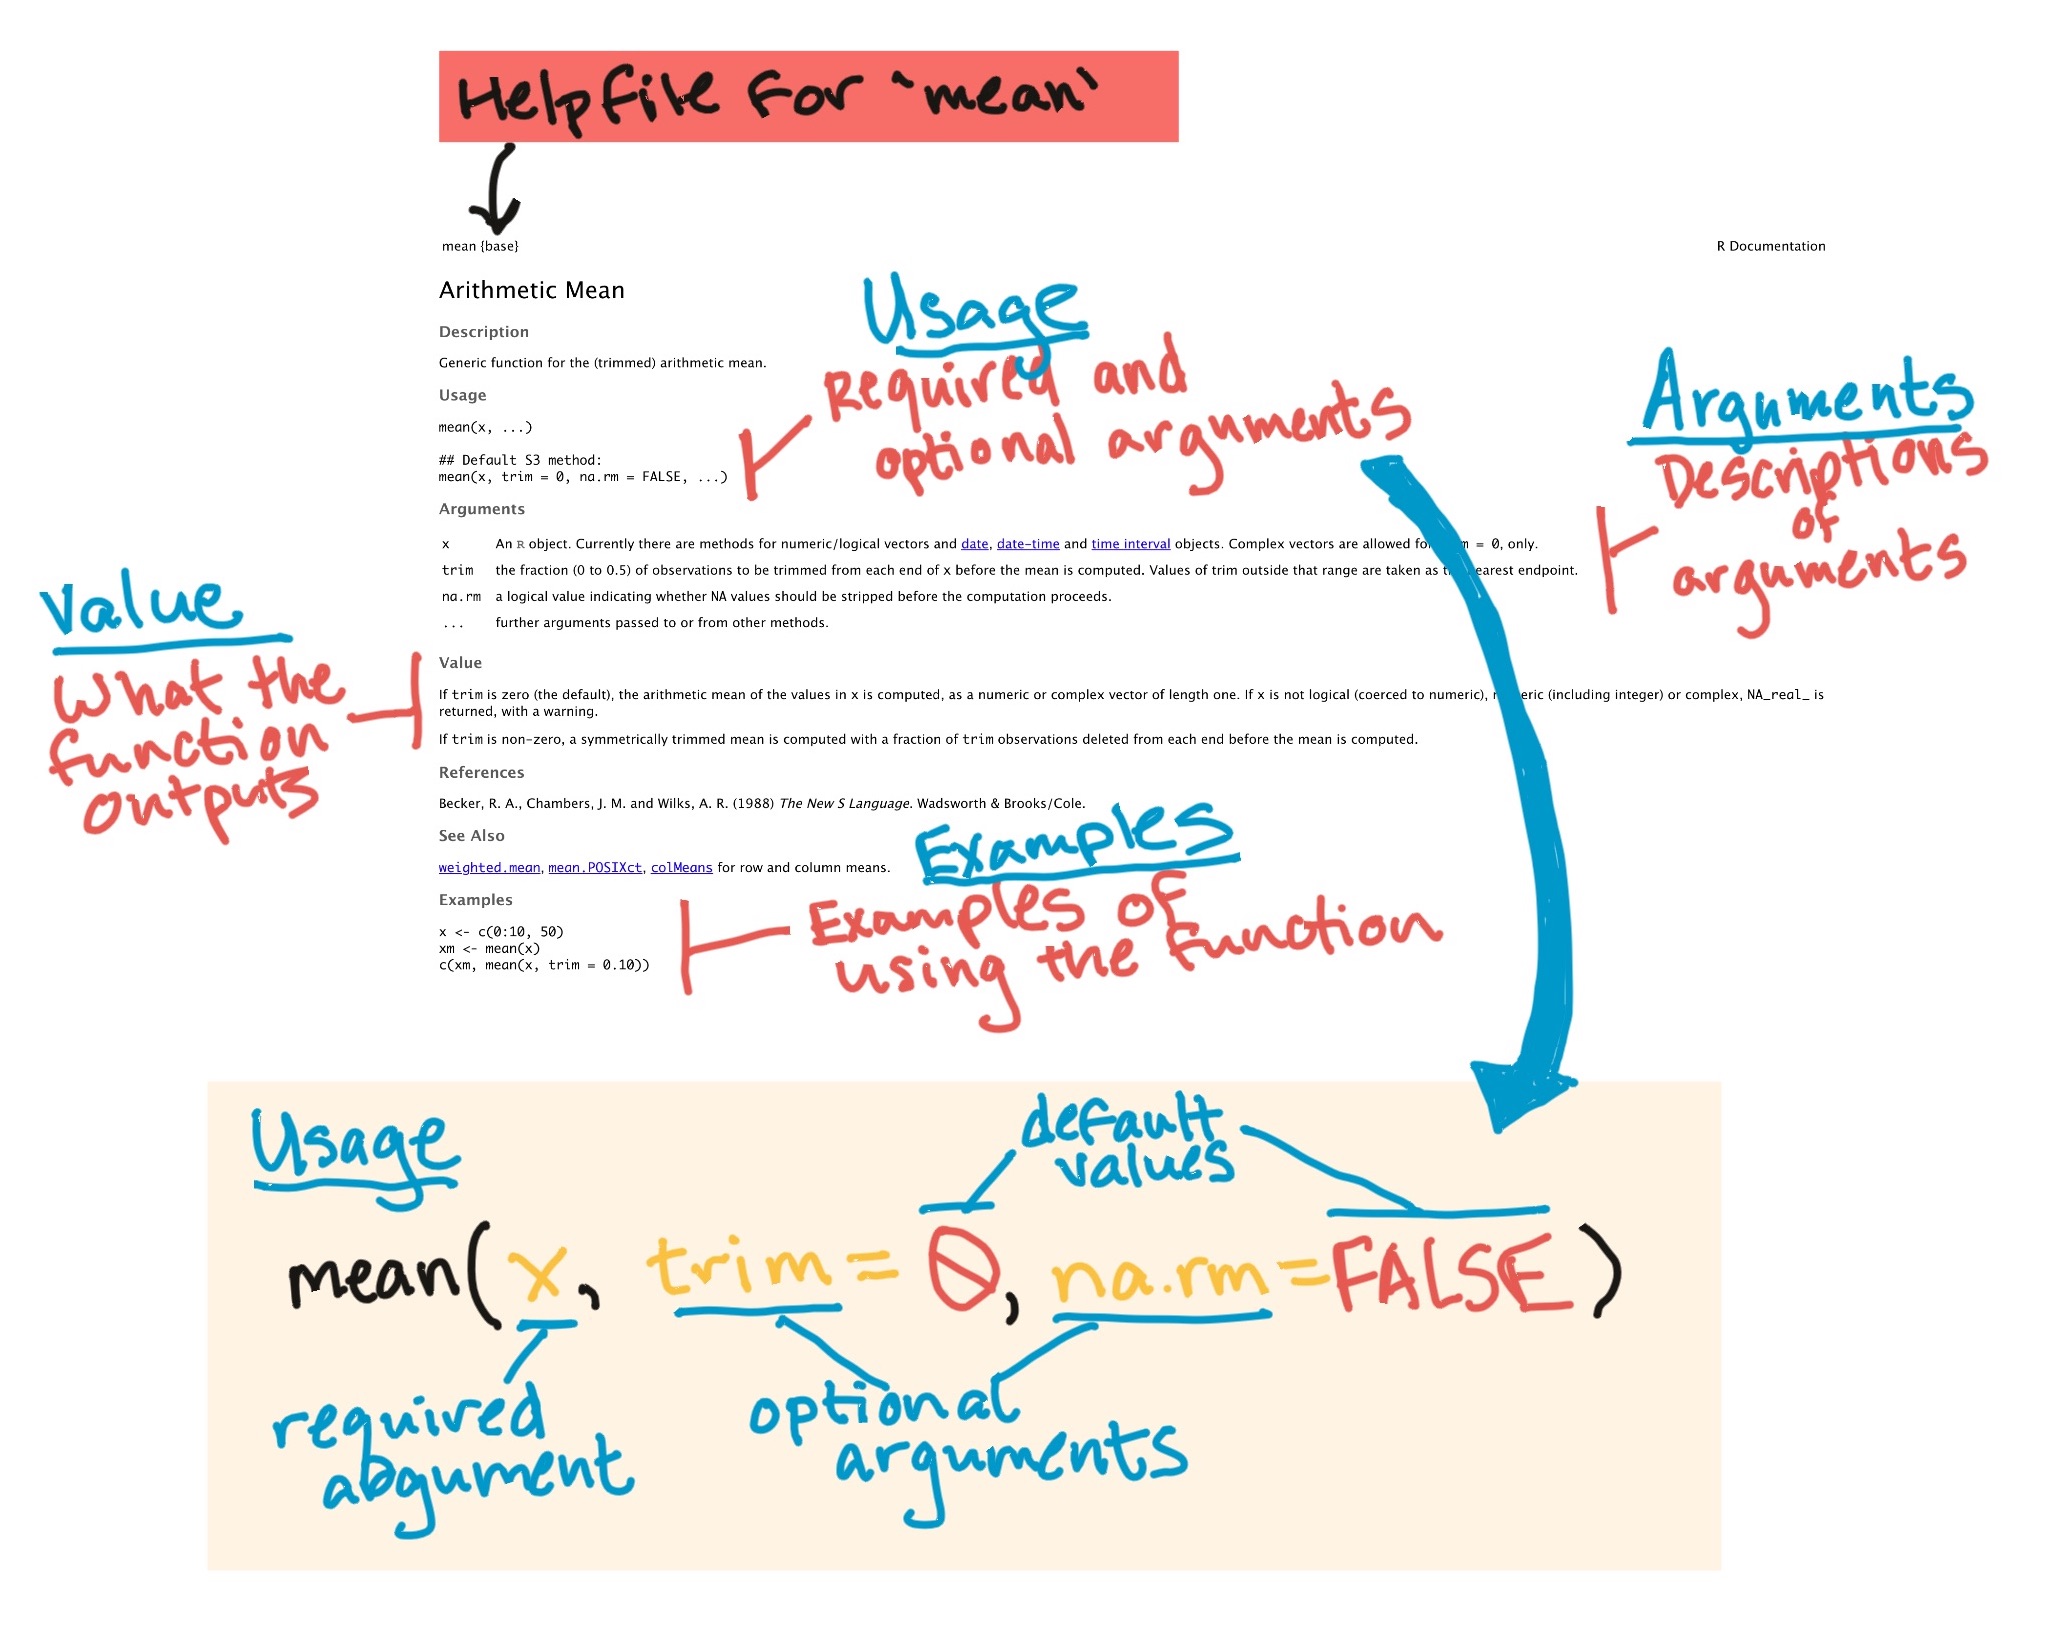 Helpfile for `mean`
mean {base}
R Documentation
Arithmetic Mean
Description
Generic function for the (trimmed) arithmetic mean.
Usage
mean(x, ...)
## Default S3 method:
mean(x, trim = 0, na.rm = FALSE, ...)
Usage
Required and
optional arguments
Arguments
x An R object. Currently there are methods for numeric/logical vectors and date, date-time and time interval objects. Complex vectors are allowed = 0, only.
trim the fraction (0 to 0.5) of observations to be trimmed from each end of x before the mean is computed. Values of trim outside that range are taken as endpoint.
na.rm a logical value indicating whether NA values should be stripped before the computation proceeds.
... further arguments passed to or from other methods.
Arguments
Descriptions
of
arguments
Value
If trim is zero (the default), the arithmetic mean of the values in x is computed, as a numeric or complex vector of length one. If x is not logical (coerced to numeric), (including integer) or complex, NA_real_ is
returned, with a warning.
If trim is non-zero, a symmetrically trimmed mean is computed with a fraction of trim observations deleted from each end before the mean is computed.
Value
What the
function
outputs
References
Becker, R. A., Chambers, J. M. and Wilks, A. R. (1988) The New S Language. Wadsworth & Brooks/Cole.
See Also
weighted.mean, mean.POSIXct, colMeans for row and column means.
Examples
x <- c(0:10, 50)
xm <- mean(x)
c(xm, mean(x, trim = 0.10))
Examples
Examples of
using the function
Usage
default
values
mean(x, trim = 0, na.rm = FALSE)
required
argument
optional
arguments